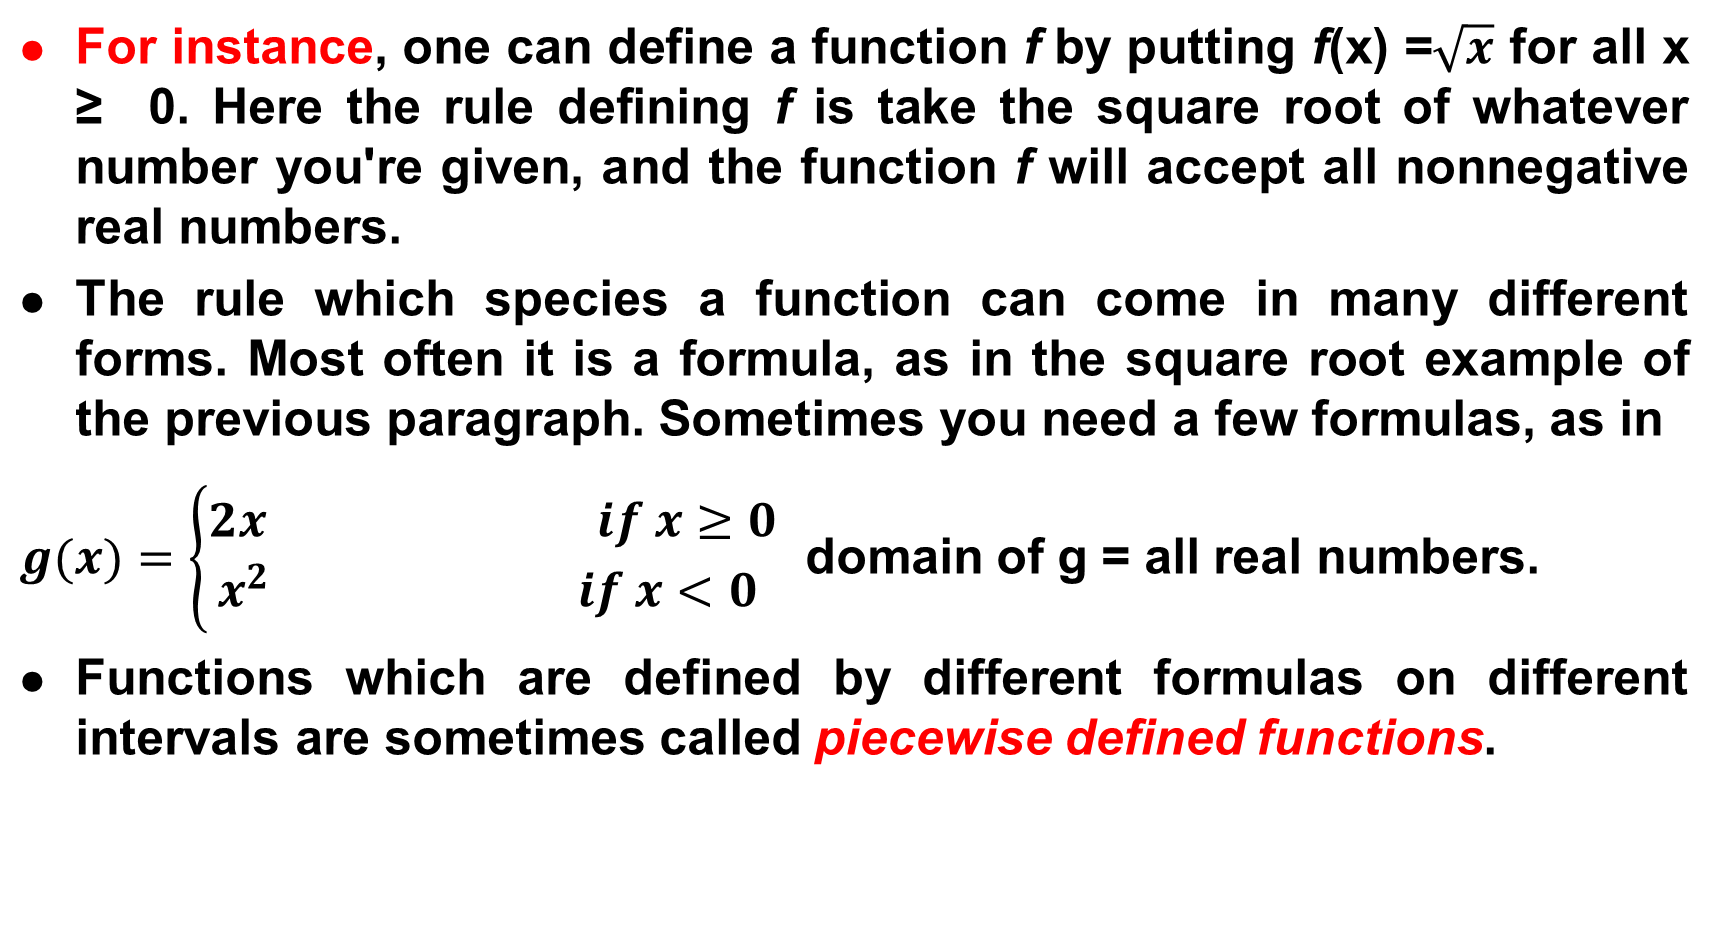 • For instance, one can define a function f by putting f(x) =√x for all x
≥ 0. Here the rule defining f is take the square root of whatever
number you're given, and the function f will accept all nonnegative
real numbers.
• The rule which species a function can come in many different
forms. Most often it is a formula, as in the square root example of
the previous paragraph. Sometimes you need a few formulas, as in
g(x) = { 2x if x ≥ 0
x² if x < 0 domain of g = all real numbers.
• Functions which are defined by different formulas on different
intervals are sometimes called piecewise defined functions.